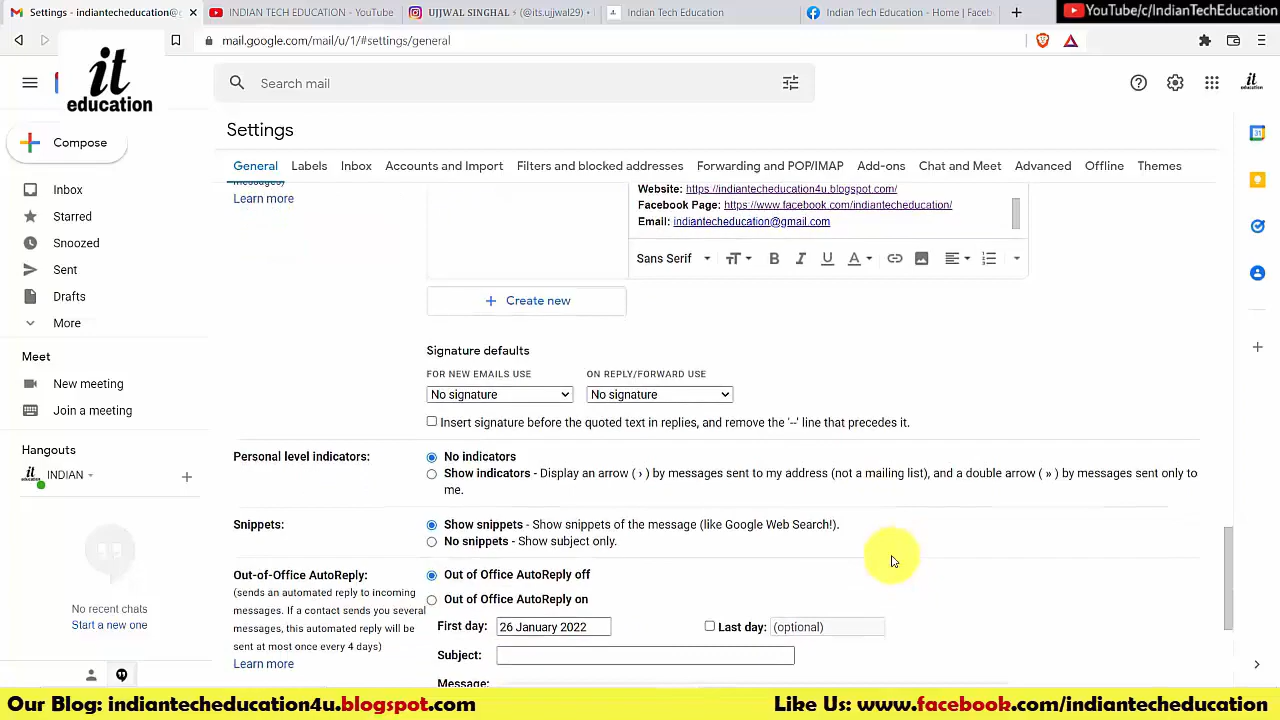 Settings - indiantecheducation@g
INDIAN TECH EDUCATION - YouTube
UJJWAL SINGHAL
(@its.ujjwal29) •
Indian Tech Education
Indian Tech Education - Home | Faceb
YouTube/c/IndianTechEducation
mail.google.com/mail/u/1/#settings/general
it
education
Search mail
it
education
Compose
Settings
General Labels Inbox Accounts and Import Filters and blocked addresses Forwarding and POP/IMAP Add-ons Chat and Meet Advanced Offline Themes
Inbox
Starred
Snoozed
Sent
Drafts
More
Meet
New meeting
Join a meeting
Hangouts
it
education
INDIAN
No recent chats
Start a new one
messages)
Learn more
Website: https://indiantecheducation4u.blogspot.com/
Facebook Page: https://www.facebook.com/indiantecheducation/
Email: indiantecheducation@gmail.com
Sans Serif
Create new
Signature defaults
FOR NEW EMAILS USE ON REPLY/FORWARD USE
No signature No signature
Insert signature before the quoted text in replies, and remove the '--' line that precedes it.
Personal level indicators: No indicators
Show indicators - Display an arrow ( › ) by messages sent to my address (not a mailing list), and a double arrow ( » ) by messages sent only to
me.
Snippets: Show snippets - Show snippets of the message (like Google Web Search!).
No snippets - Show subject only.
Out-of-Office AutoReply: Out of Office AutoReply off
(sends an automated reply to incoming
messages. If a contact sends you several
messages, this automated reply will be
sent at most once every 4 days)
Learn more
Out of Office AutoReply on
First day: 26 January 2022 Last day: (optional)
Subject:
Message:
Our Blog: indiantecheducation4u.blogspot.com
Like Us: www.facebook.com/indiantecheducation